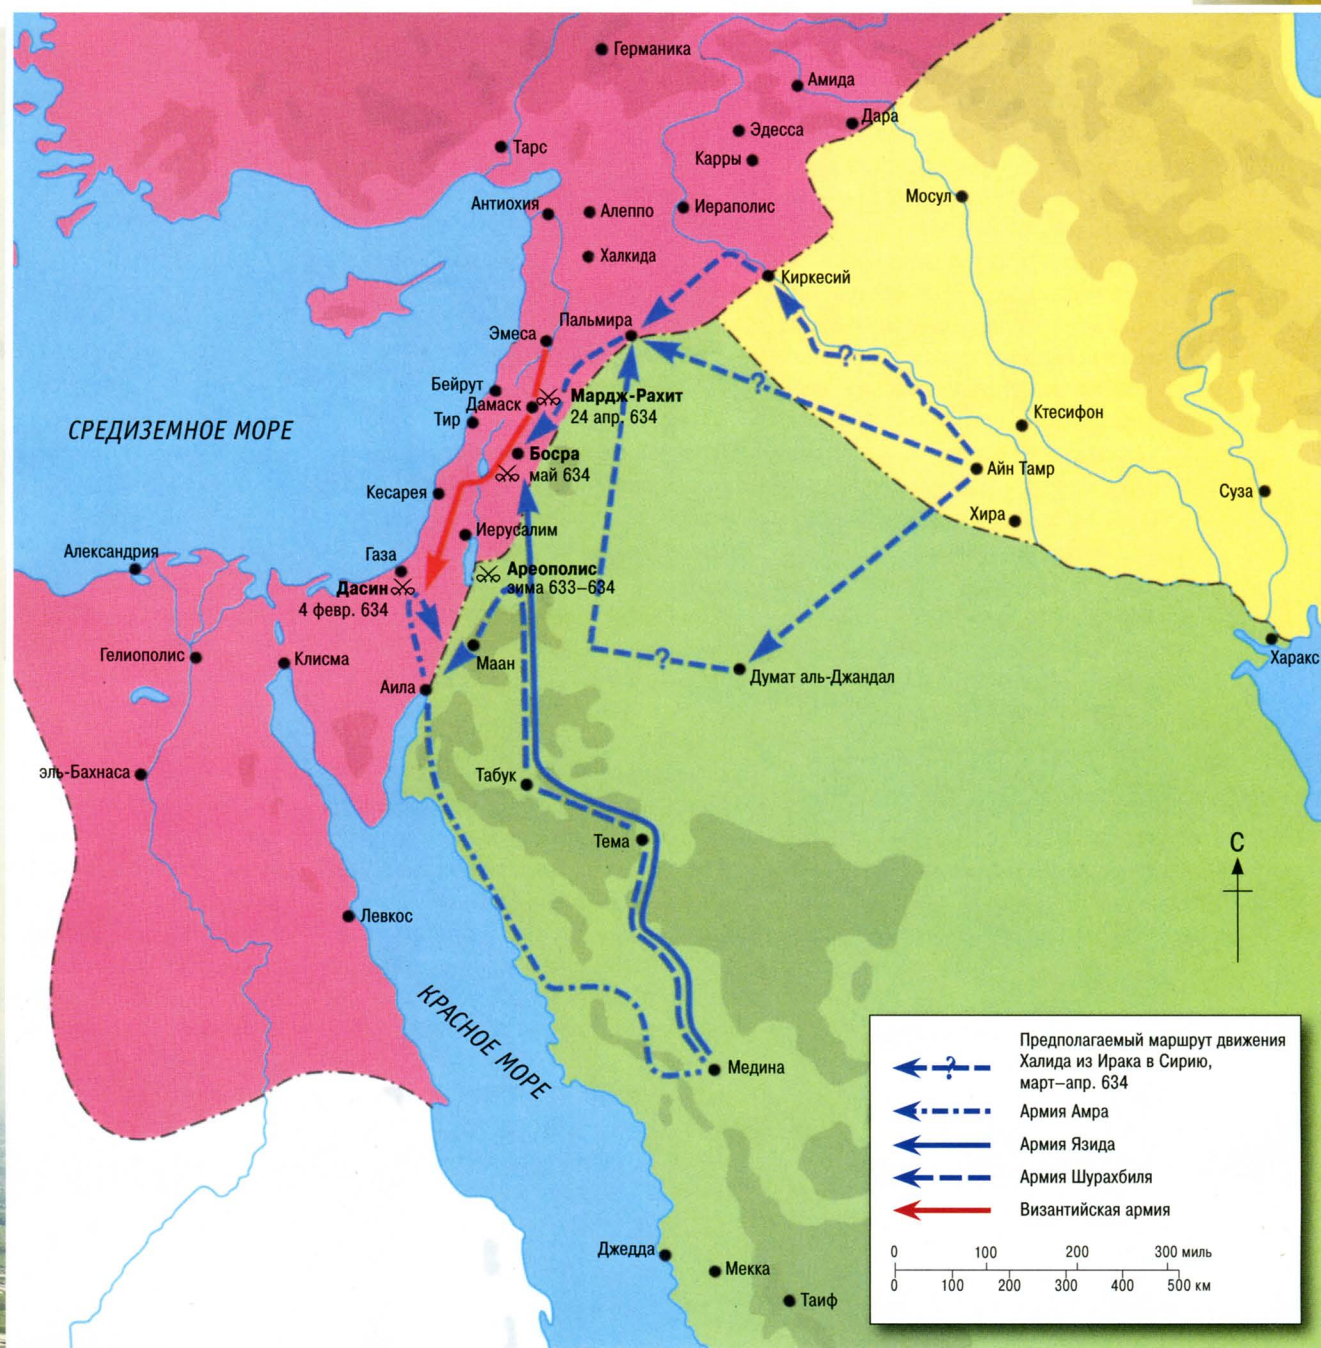 Германика
Амида
Дара
Эдесса
Карры
Тарс
Мосул
Антиохия
Алеппо
Иераполис
Халкида
Киркесий
Пальмира
Эмеса
?
?
Бейрут
Дамаск
Мардж-Рахит
24 апр. 634
Тир
Ктесифон
СРЕДИЗЕМНОЕ МОРЕ
Босра
май 634
Айн Тамр
Кесарея
Суза
Хира
Иерусалим
Александрия
Газа
Ареополис
зима 633–634
Дасин
4 февр. 634
Гелиополис
Клисма
Маан
?
Харакс
Думат аль-Джандал
Аила
эль-Бахнаса
Табук
Тема
С
Левкос
КРАСНОЕ МОРЕ
Медина
Джедда
Мекка
Таиф
?
Предполагаемый маршрут движения
Халида из Ирака в Сирию,
март–апр. 634
Армия Амра
Армия Язида
Армия Шурахбиля
Византийская армия
0 100 200 300 миль
0 100 200 300 400 500 км